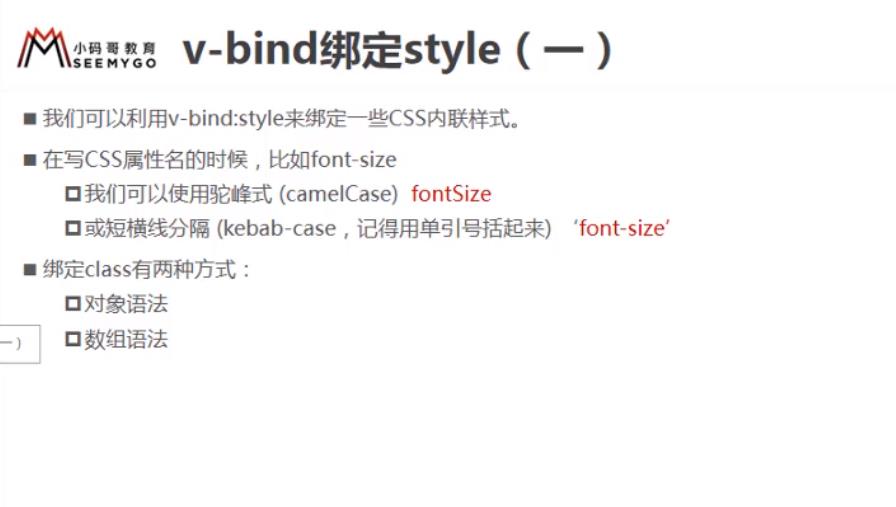 小码哥教育
SEEMYGO
v-bind绑定style（一）
■ 我们可以利用v-bind:style来绑定一些CSS内联样式。
■ 在写CSS属性名的时候，比如font-size
我们可以使用驼峰式 (camelCase) fontSize
或短横线分隔 (kebab-case，记得用单引号括起来) ‘font-size’
■ 绑定class有两种方式：
对象语法
数组语法
一）